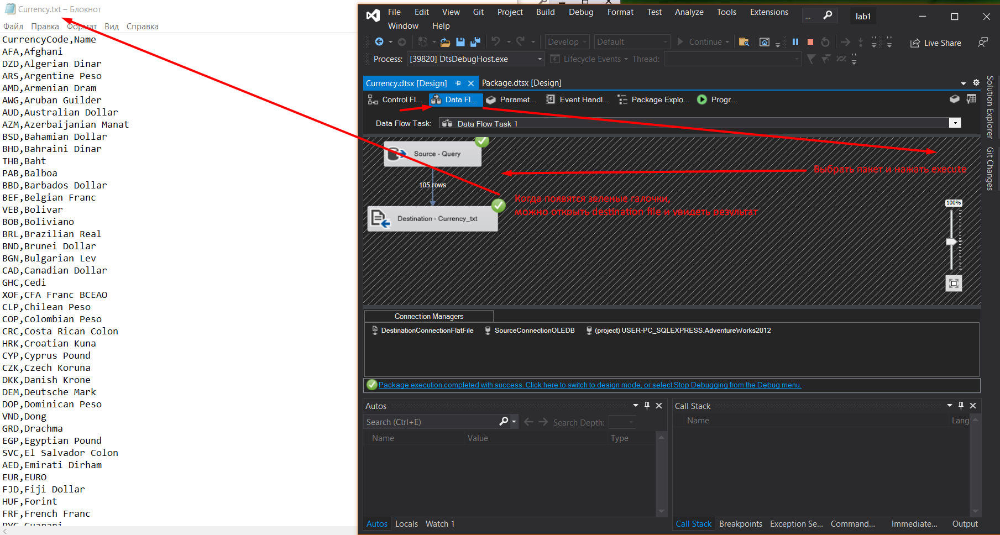 Currency.txt – Блокнот
Файл Правка Формат Вид Справка
CurrencyCode,Name
AFA,Afghani
DZD,Algerian Dinar
ARS,Argentine Peso
AMD,Armenian Dram
AWG,Aruban Guilder
AUD,Australian Dollar
AZM,Azerbaijanian Manat
BSD,Bahamian Dollar
BHD,Bahraini Dinar
THB,Baht
PAB,Balboa
BBD,Barbados Dollar
BEF,Belgian Franc
VEB,Bolivar
BOB,Boliviano
BRL,Brazilian Real
BND,Brunei Dollar
BGN,Bulgarian Lev
CAD,Canadian Dollar
GHC,Cedi
XOF,CFA Franc BCEAO
CLP,Chilean Peso
COP,Colombian Peso
CRC,Costa Rican Colon
HRK,Croatian Kuna
CYP,Cyprus Pound
CZK,Czech Koruna
DKK,Danish Krone
DEM,Deutsche Mark
DOP,Dominican Peso
VND,Dong
GRD,Drachma
EGP,Egyptian Pound
SVC,El Salvador Colon
AED,Emirati Dirham
EUR,EURO
FJD,Fiji Dollar
HUF,Forint
FRF,French Franc
File Edit View Git Project Build Debug Format Test Analyze Tools Extensions ... lab1
Window Help
Develop Default Continue Live Share
Process: [39820] DtsDebugHost.exe Lifecycle Events Thread:
Currency.dtsx [Design] Package.dtsx [Design]
Control Fl... Data Fl... Paramet... Event Handl... Package Explo... Progr...
Data Flow Task: Data Flow Task 1
Source - Query
105 rows
Destination - Currency_txt
Выбрать пакет и нажать execute
Когда появятся зеленые галочки,
можно открыть destination file и увидеть результат
100%
Connection Managers
DestinationConnectionFlatFile SourceConnectionOLEDB (project) USER-PC_SQLEXPRESS.AdventureWorks2012
Package execution completed with success. Click here to switch to design mode, or select Stop Debugging from the Debug menu.
Autos
Search (Ctrl+E) Search Depth:
Name Value Type
Autos Locals Watch 1
Call Stack
Name Lang
Call Stack Breakpoints Exception Se... Command... Immediate... Output
Solution Explorer
Git Changes